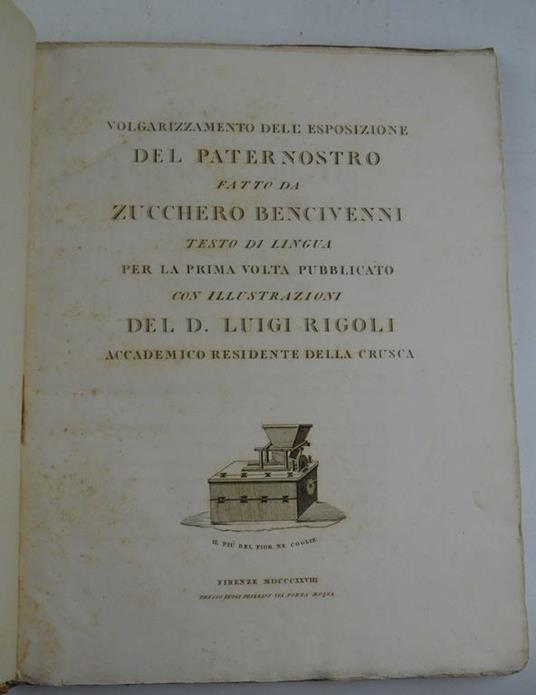 VOLGARIZZAMENTO DELL' ESPOSIZIONE
DEL PATERNOSTRO
FATTO DA
ZUCCHERO BENCIVENNI
TESTO DI LINGUA
PER LA PRIMA VOLTA PUBBLICATO
CON ILLUSTRAZIONI
DEL D. LUIGI RIGOLI
ACCADEMICO RESIDENTE DELLA CRUSCA
IL PIÙ BEL FIOR NE COGLIE
FIRENZE MDCCCXXVIII
PRESSO LUIGI VIA PORTA ROSSA